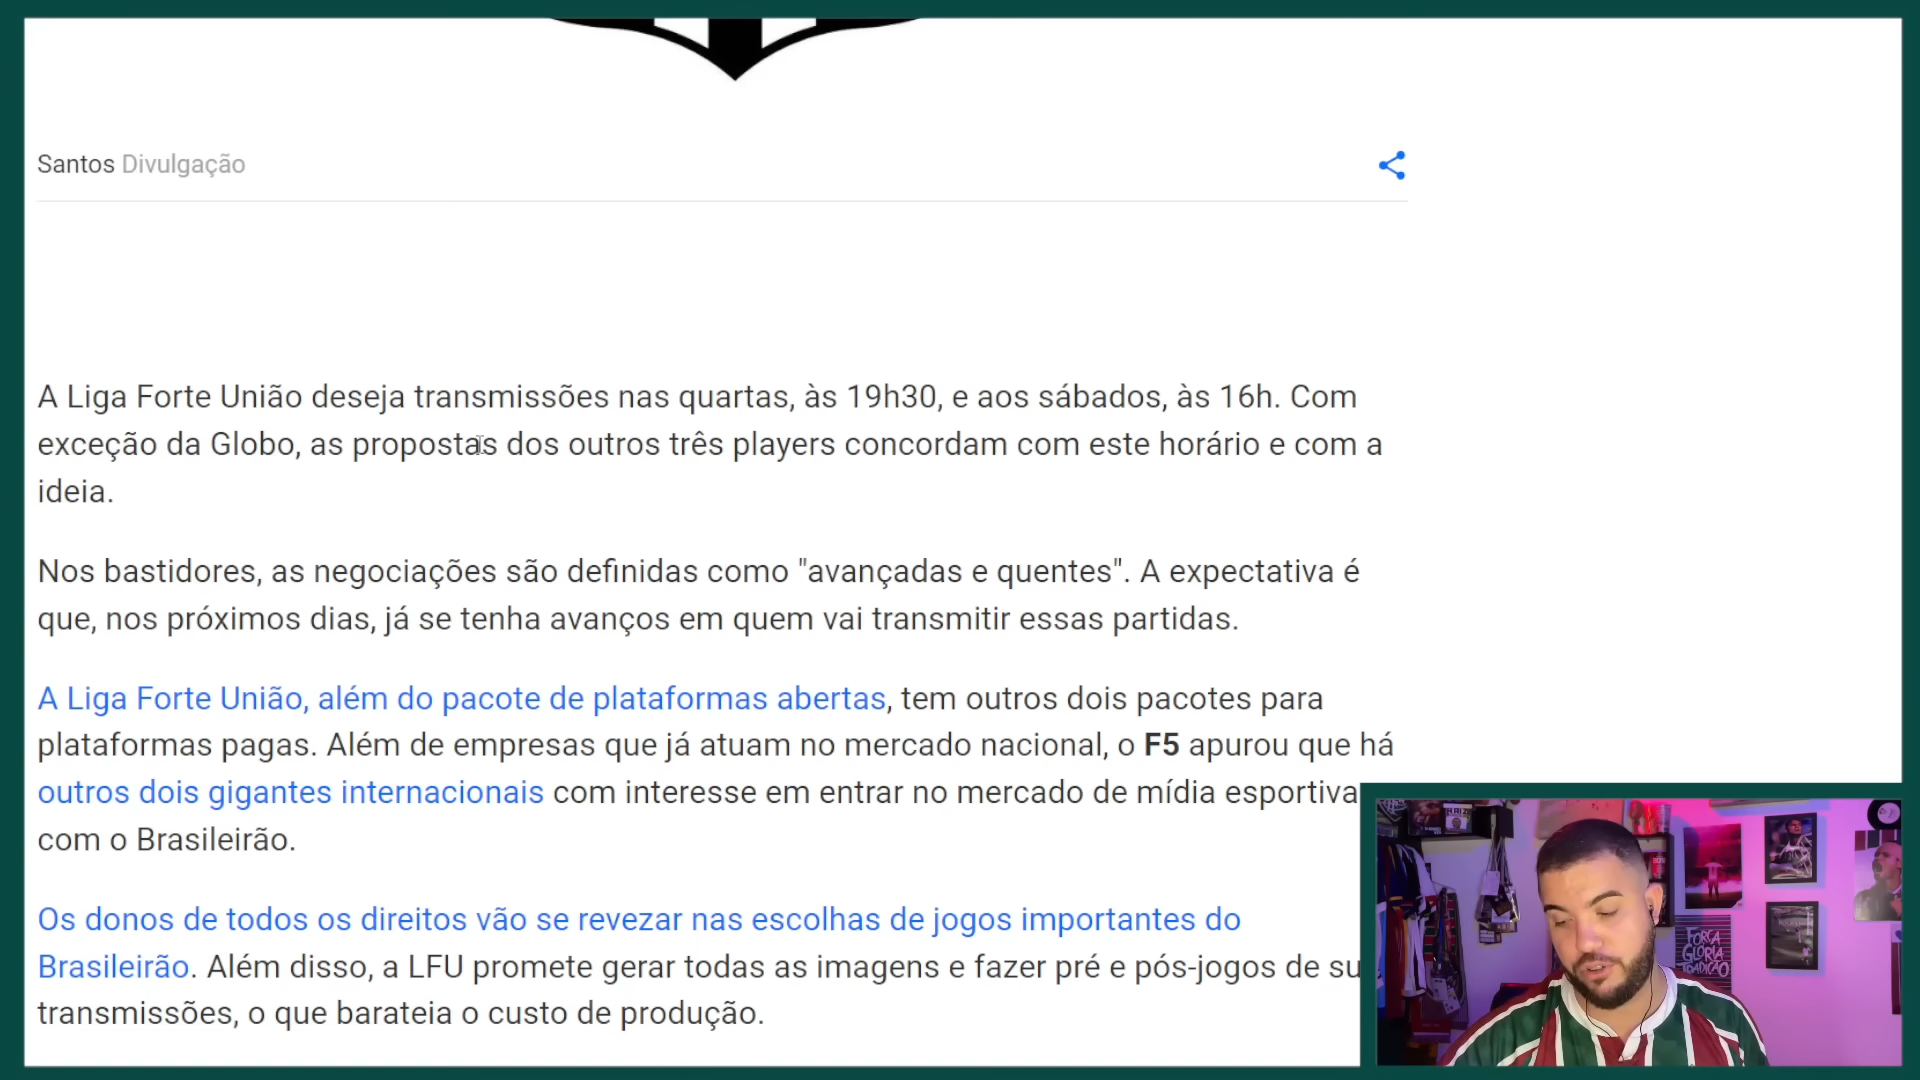 Santos Divulgação
A Liga Forte União deseja transmissões nas quartas, às 19h30, e aos sábados, às 16h. Com
exceção da Globo, as propostas dos outros três players concordam com este horário e com a
ideia.
Nos bastidores, as negociações são definidas como "avançadas e quentes". A expectativa é
que, nos próximos dias, já se tenha avanços em quem vai transmitir essas partidas.
A Liga Forte União, além do pacote de plataformas abertas, tem outros dois pacotes para
plataformas pagas. Além de empresas que já atuam no mercado nacional, o F5 apurou que há
outros dois gigantes internacionais com interesse em entrar no mercado de mídia esportiva
com o Brasileirão.
Os donos de todos os direitos vão se revezar nas escolhas de jogos importantes do
Brasileirão. Além disso, a LFU promete gerar todas as imagens e fazer pré e pós-jogos de su
transmissões, o que barateia o custo de produção.
FORÇA
GLÓRIA
TRADIÇÃO